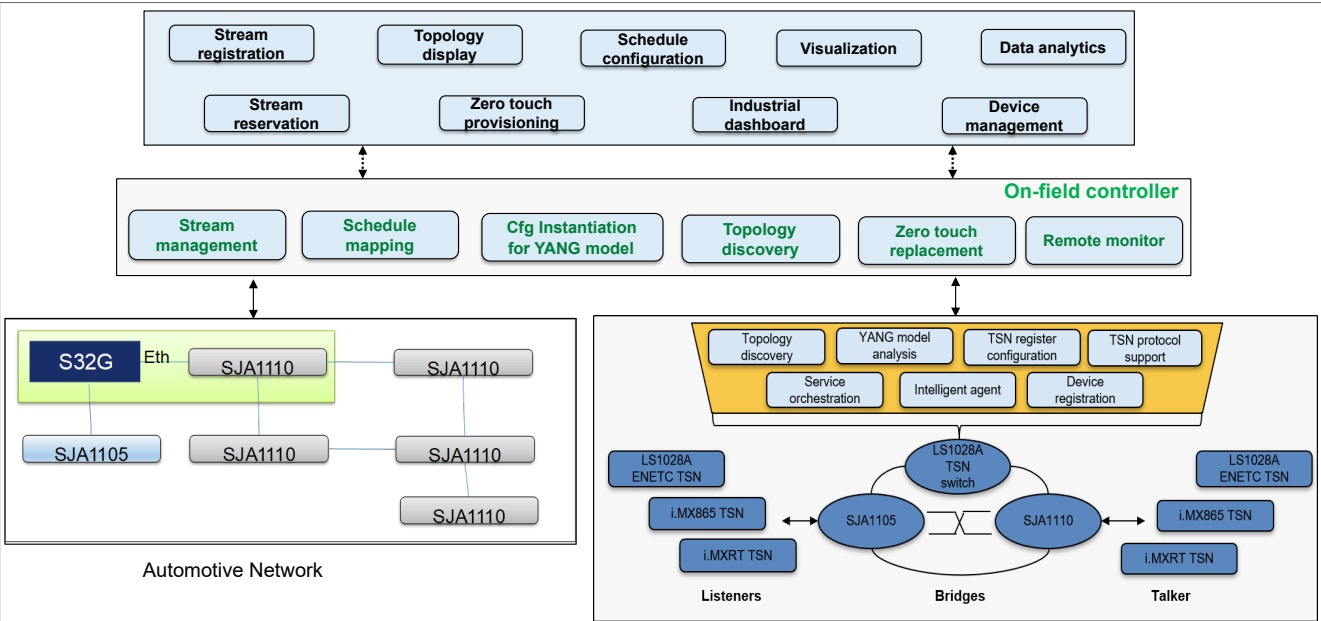 Stream
registration
Topology
display
Schedule
configuration
Visualization
Data analytics
Stream
reservation
Zero touch
provisioning
Industrial
dashboard
Device
management
On-field controller
Stream
management
Schedule
mapping
Cfg Instantiation
for YANG model
Topology
discovery
Zero touch
replacement
Remote monitor
S32G
Eth
SJA1110
SJA1110
SJA1105
SJA1110
SJA1110
SJA1110
Automotive Network
Topology
discovery
YANG model
analysis
TSN register
configuration
TSN protocol
support
Service
orchestration
Intelligent agent
Device
registration
LS1028A
TSN
switch
LS1028A
ENETC TSN
LS1028A
ENETC TSN
i.MX865 TSN
SJA1105
SJA1110
i.MX865 TSN
i.MXRT TSN
i.MXRT TSN
Listeners
Bridges
Talker